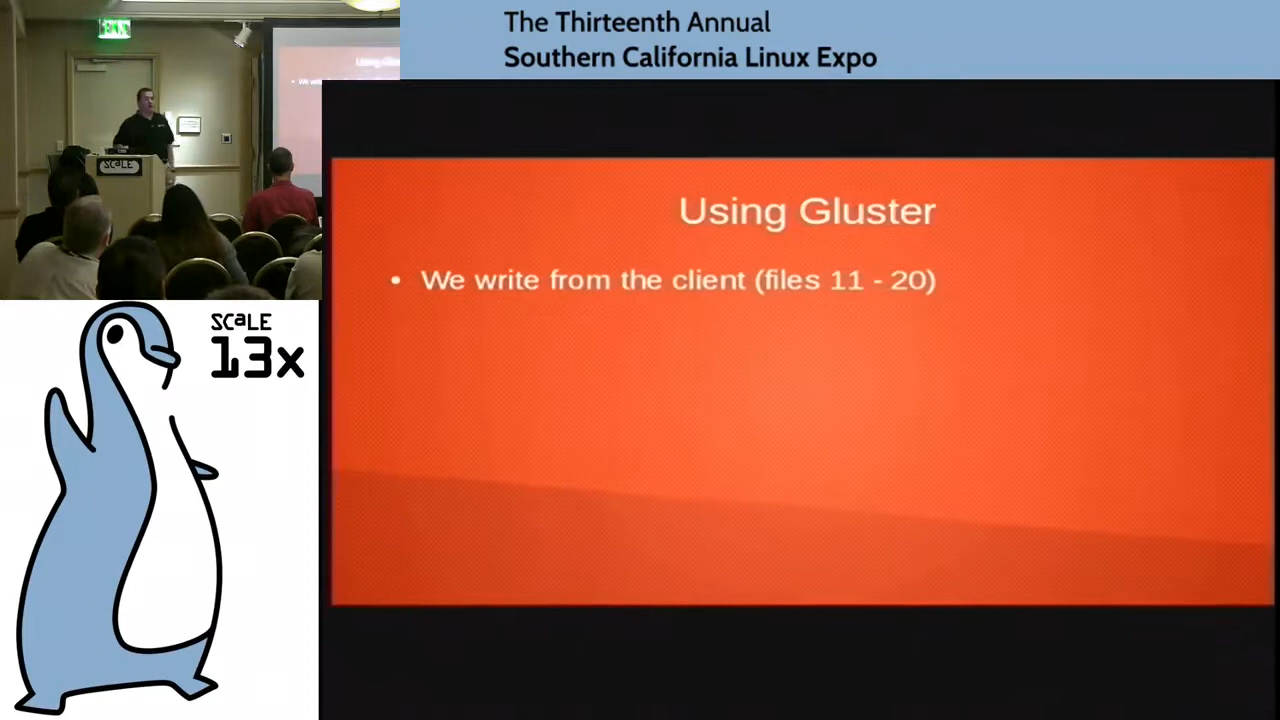 The Thirteenth Annual
Southern California Linux Expo
EXIT
SCALE
SCaLE
13x
Using Gluster
• We write from the client (files 11 - 20)